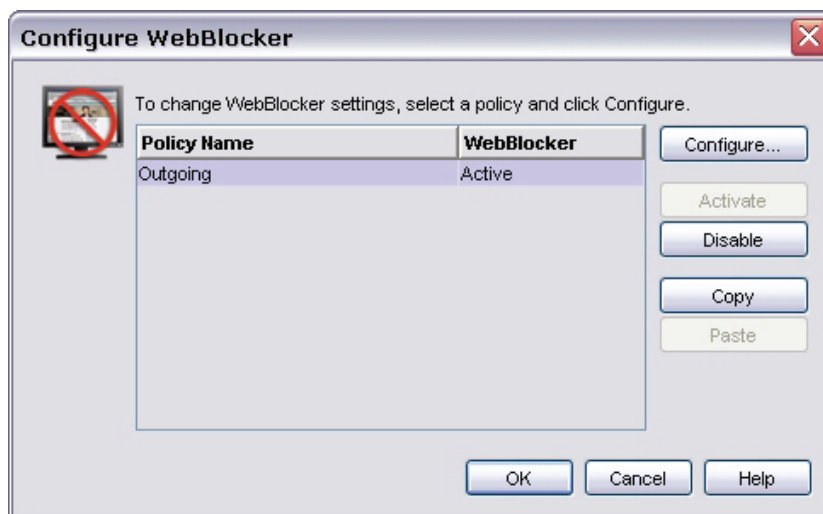 Configure WebBlocker
To change WebBlocker settings, select a policy and click Configure.
Policy Name WebBlocker
Outgoing Active
Configure...
Activate
Disable
Copy
Paste
OK Cancel Help